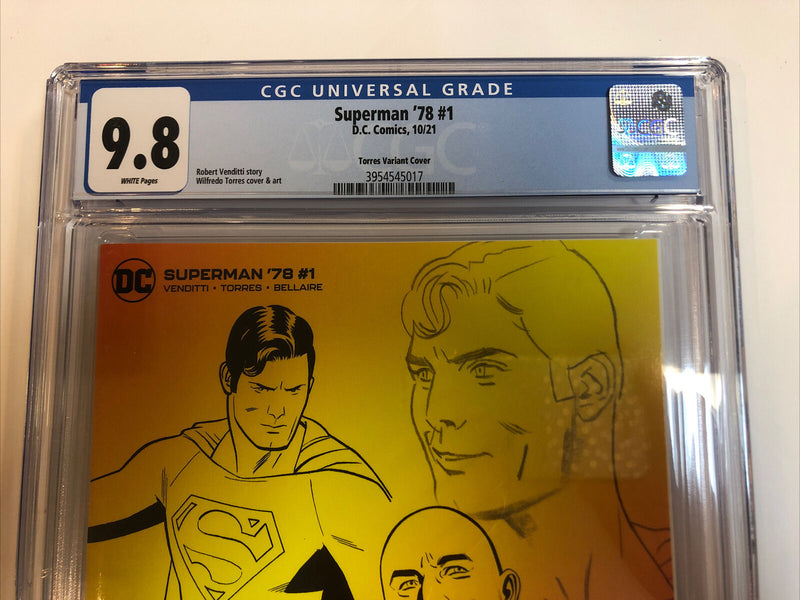 CGC UNIVERSAL GRADE
9.8
WHITE Pages
Superman '78 #1
D.C. Comics, 10/21
Torres Variant Cover
Robert Venditti story
Wilfredo Torres cover & art
3954545017
CGC
CGC
DC
SUPERMAN '78 #1
VENDITTI • TORRES • BELLAIRE
S